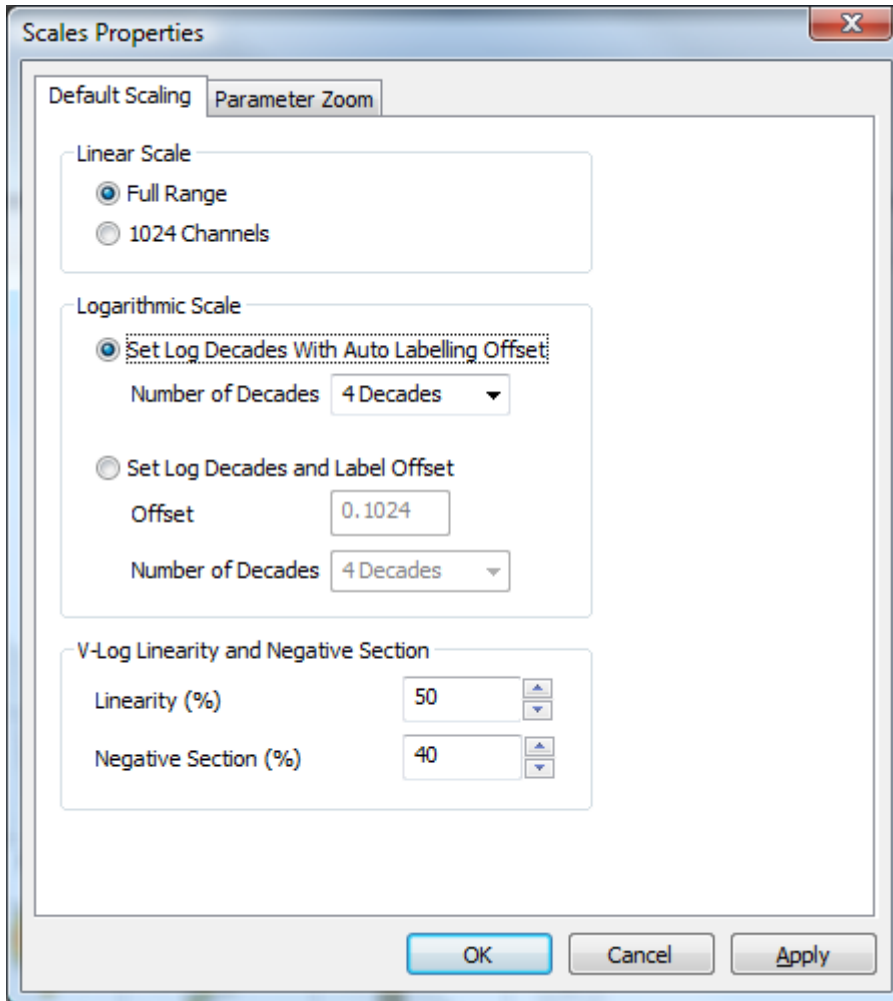 Scales Properties
Default Scaling
Parameter Zoom
Linear Scale
Full Range
1024 Channels
Logarithmic Scale
Set Log Decades With Auto Labelling Offset
Number of Decades 4 Decades
Set Log Decades and Label Offset
Offset 0.1024
Number of Decades 4 Decades
V-Log Linearity and Negative Section
Linearity (%) 50
Negative Section (%) 40
OK Cancel Apply